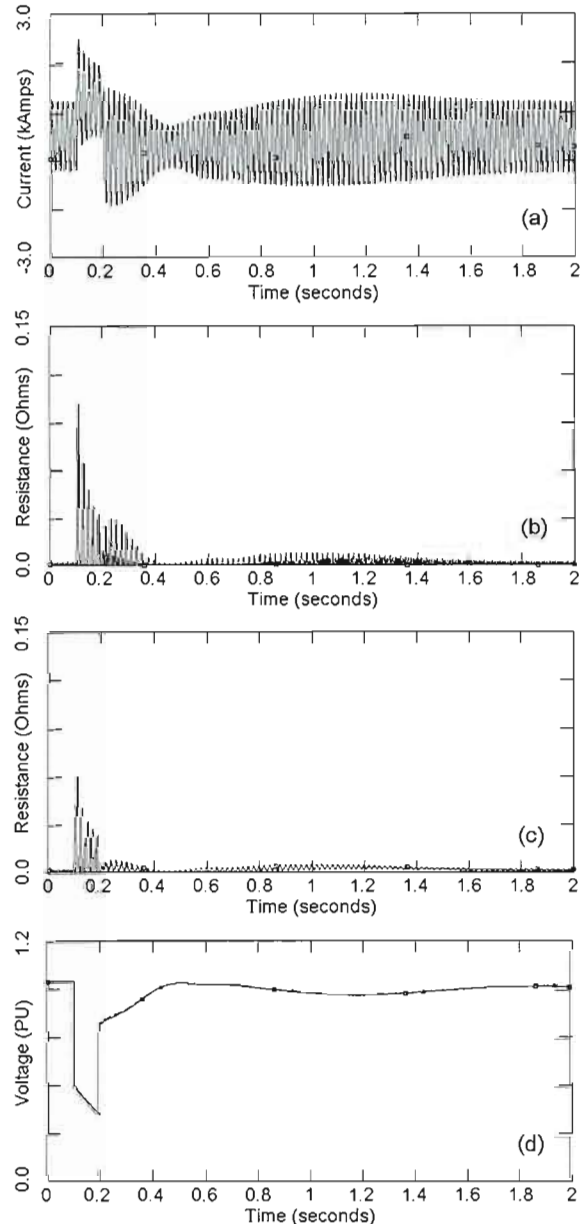 3.0
Current (kAmps)
-3.0
(a)
0 0.2 0.4 0.6 0.8 1 1.2 1.4 1.6 1.8 2
Time (seconds)
0.15
Resistance (Ohms)
0.0
(b)
0 0.2 0.4 0.6 0.8 1 1.2 1.4 1.6 1.8 2
Time (seconds)
0.15
Resistance (Ohms)
0.0
(c)
0 0.2 0.4 0.6 0.8 1 1.2 1.4 1.6 1.8 2
Time (seconds)
1.2
Voltage (PU)
0.0
(d)
0 0.2 0.4 0.6 0.8 1 1.2 1.4 1.6 1.8 2
Time (seconds)